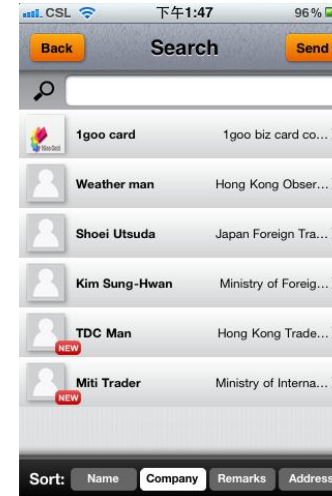 CSL 下午1:47 96%
Back Search Send
1goo card 1goo biz card co...
Weather man Hong Kong Obser...
Shoei Utsuda Japan Foreign Tra...
Kim Sung-Hwan Ministry of Foreig...
TDC Man Hong Kong Trade...
NEW
Miti Trader Ministry of Interna...
NEW
Sort: Name Company Remarks Address